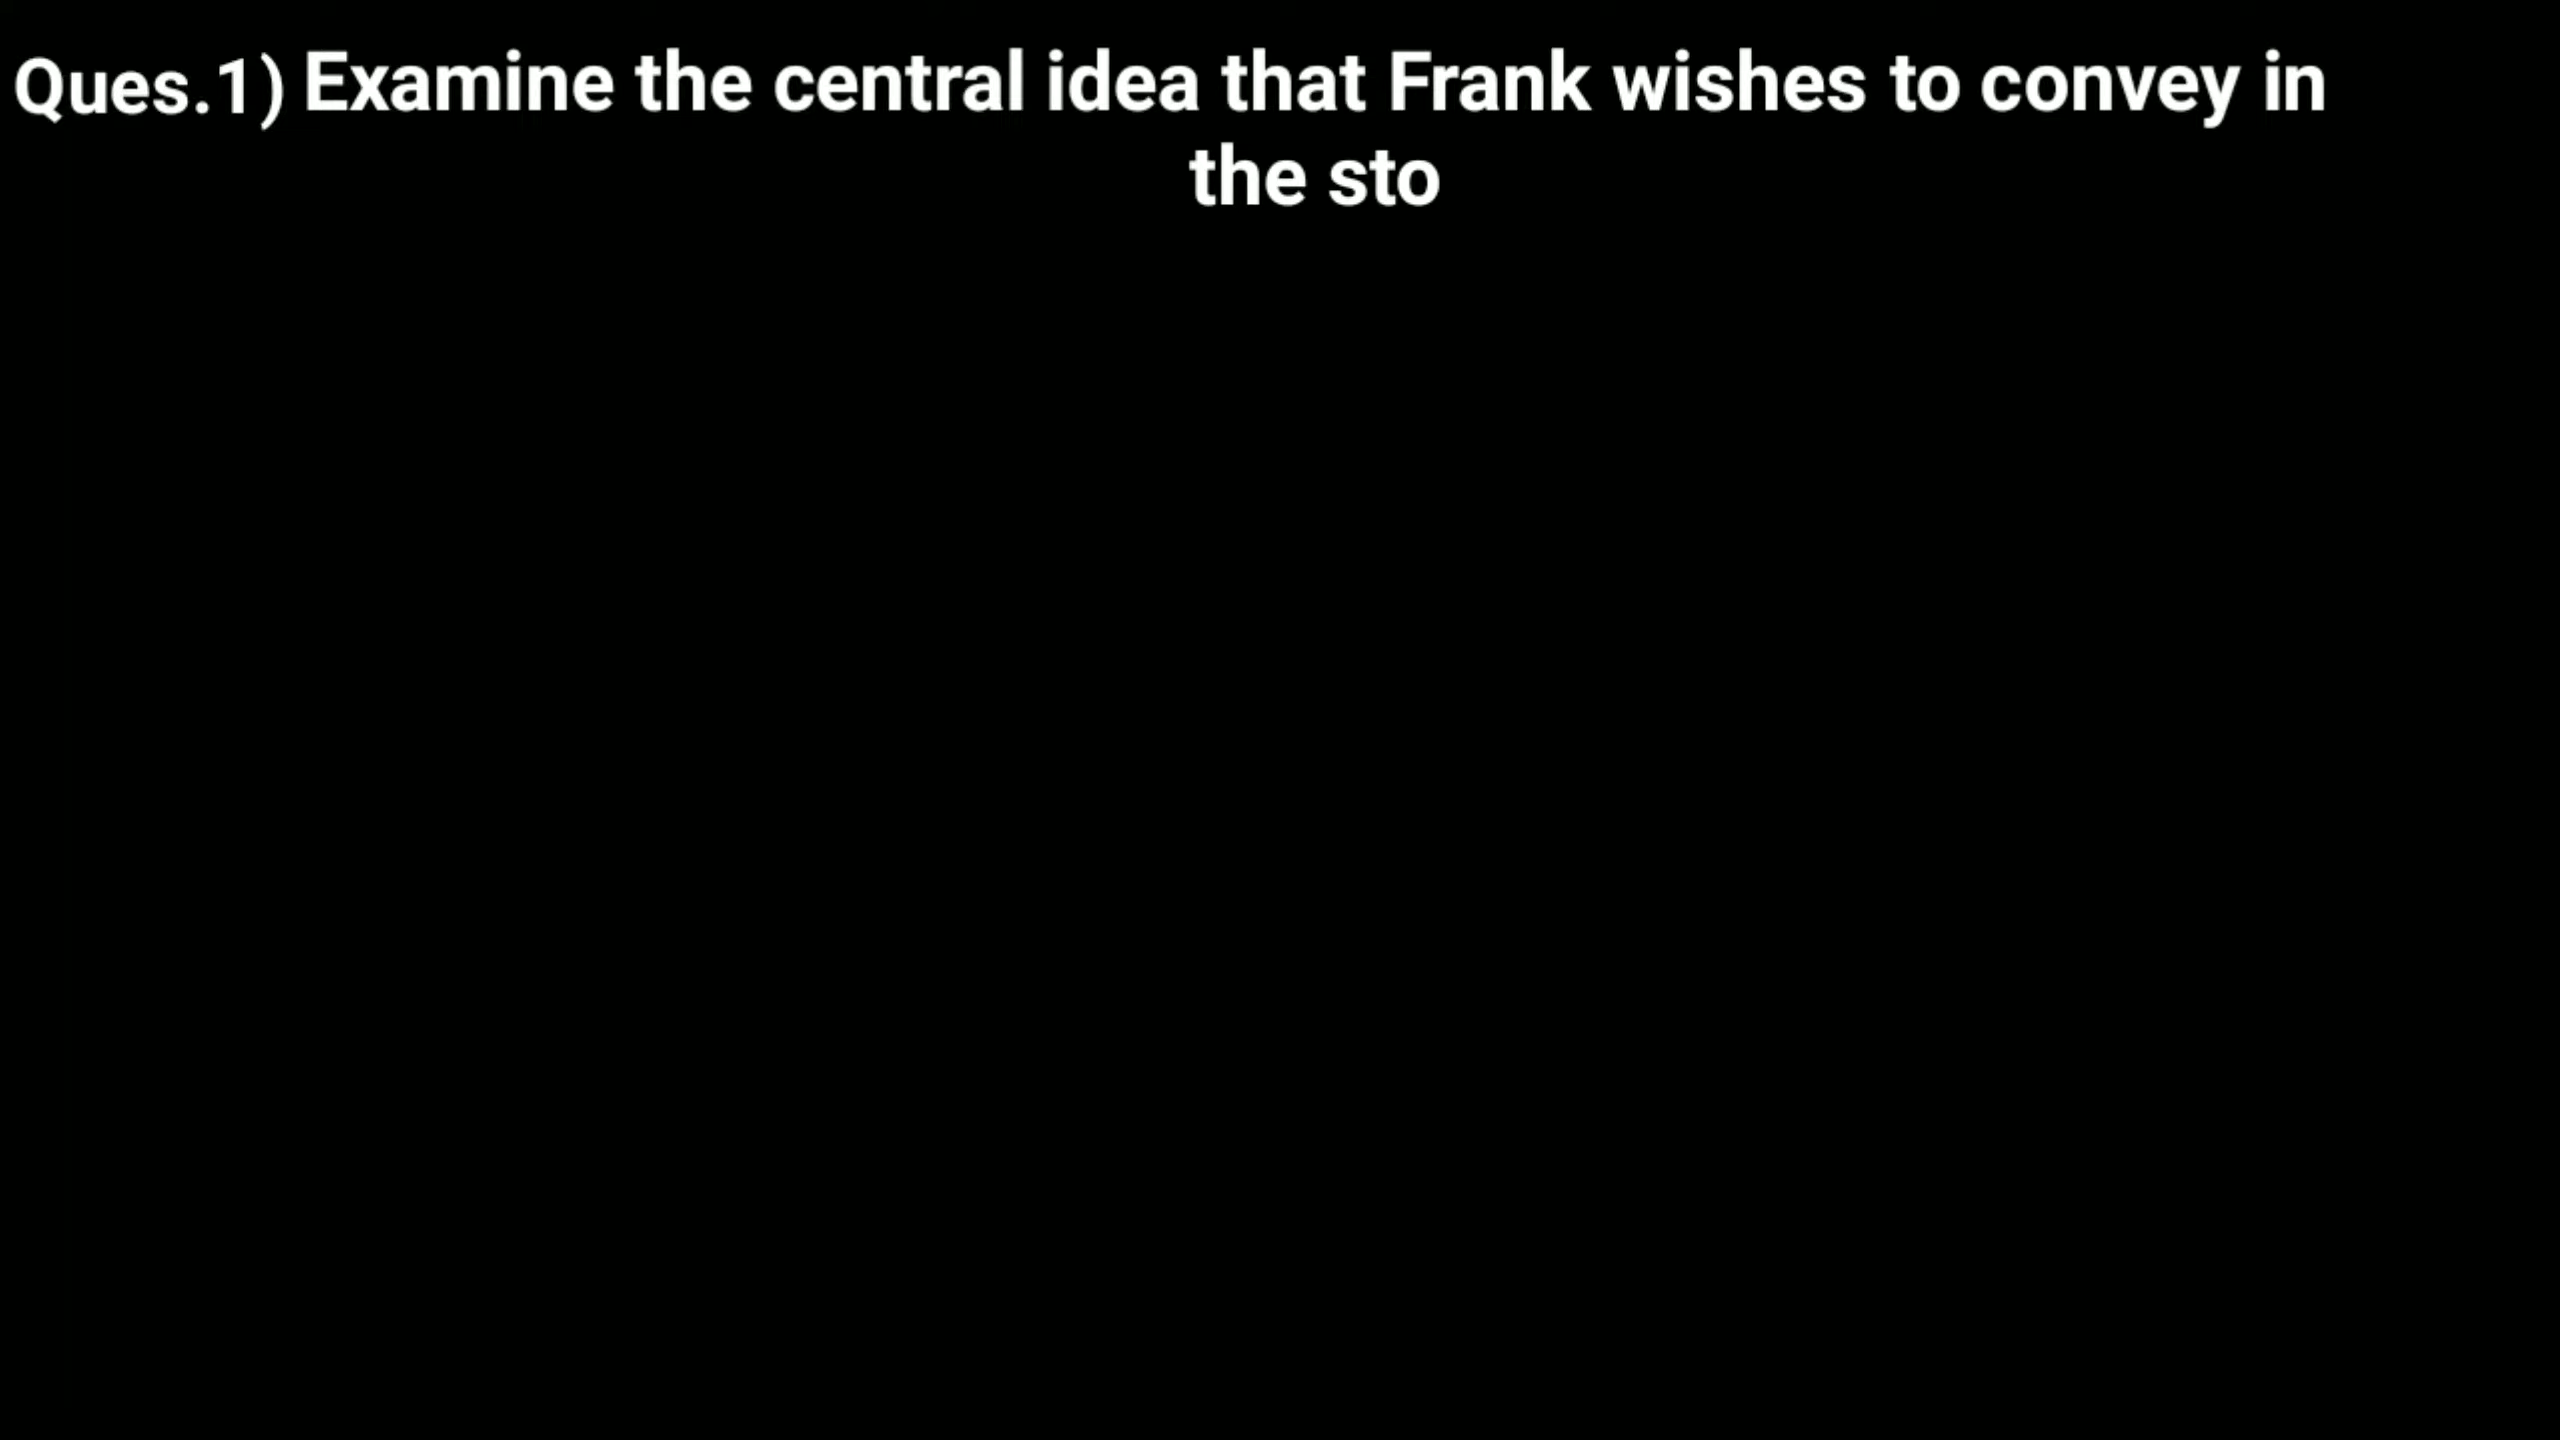 Ques.1) Examine the central idea that Frank wishes to convey in
the sto